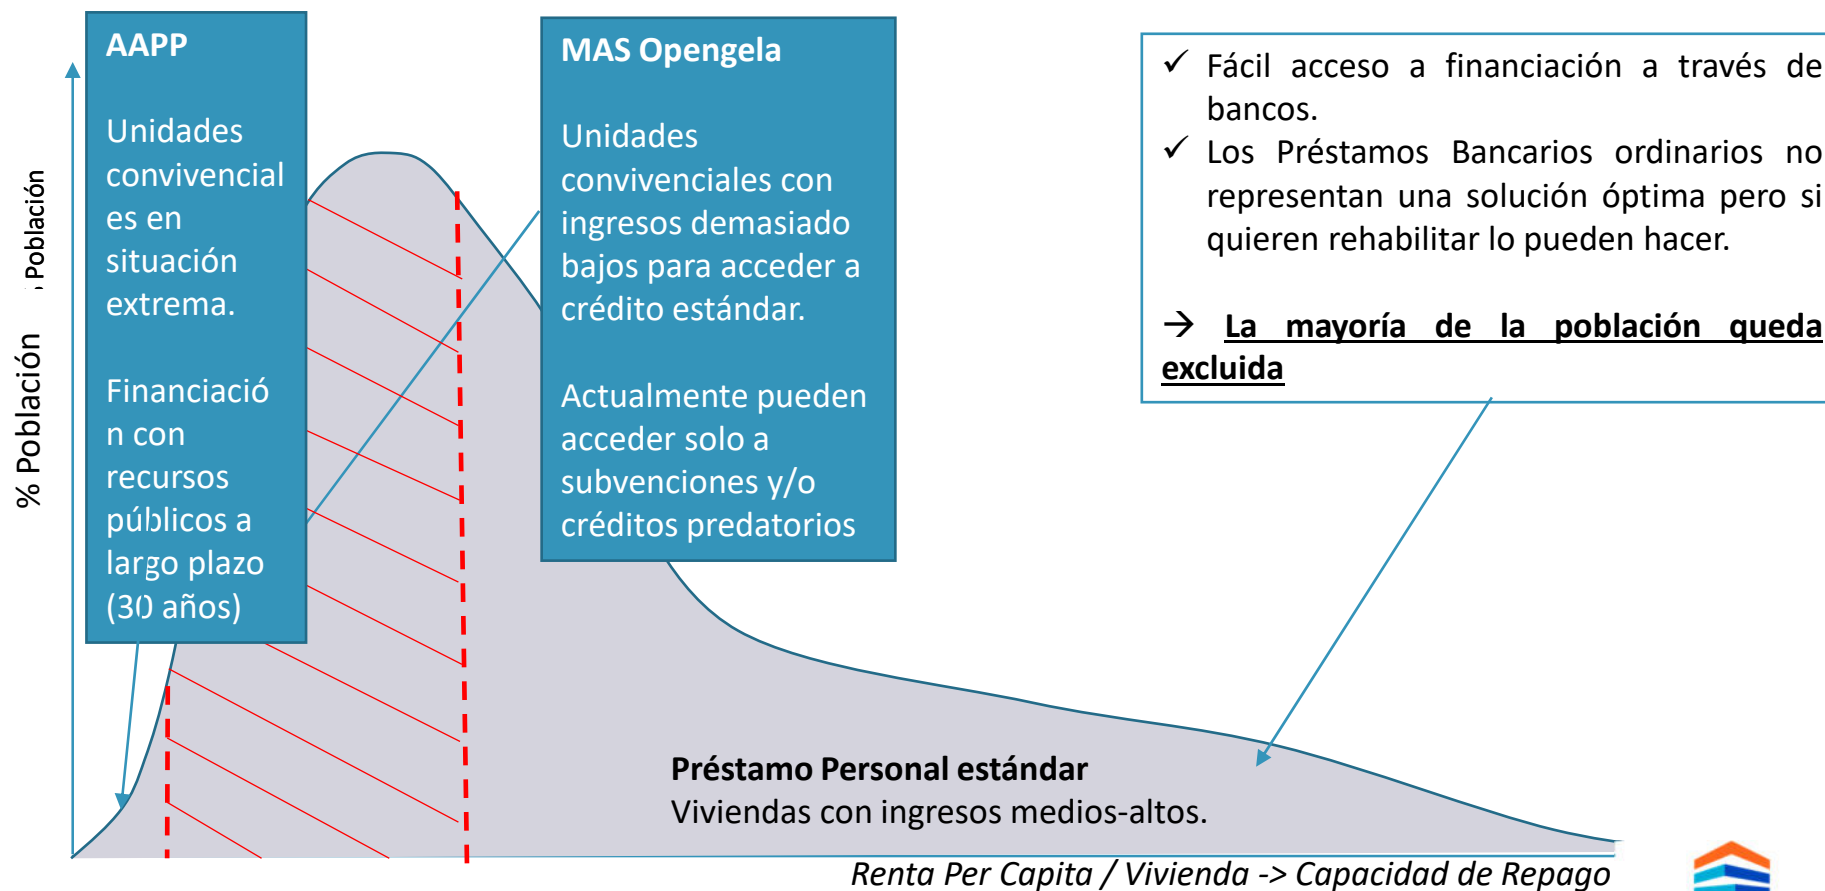 AAPP
Unidades
convivencial
es en
situación
extrema.
Financiació
n con
recursos
públicos a
largo plazo
(30 años)
MAS Opengela
Unidades
convivenciales con
ingresos demasiado
bajos para acceder a
crédito estándar.
Actualmente pueden
acceder solo a
subvenciones y/o
créditos predatorios
✓ Fácil acceso a financiación a través de
bancos.
✓ Los Préstamos Bancarios ordinarios no
representan una solución óptima pero si
quieren rehabilitar lo pueden hacer.
→ La mayoría de la población queda
excluida
% Población
Población
Préstamo Personal estándar
Viviendas con ingresos medios-altos.
Renta Per Capita / Vivienda -> Capacidad de Repago